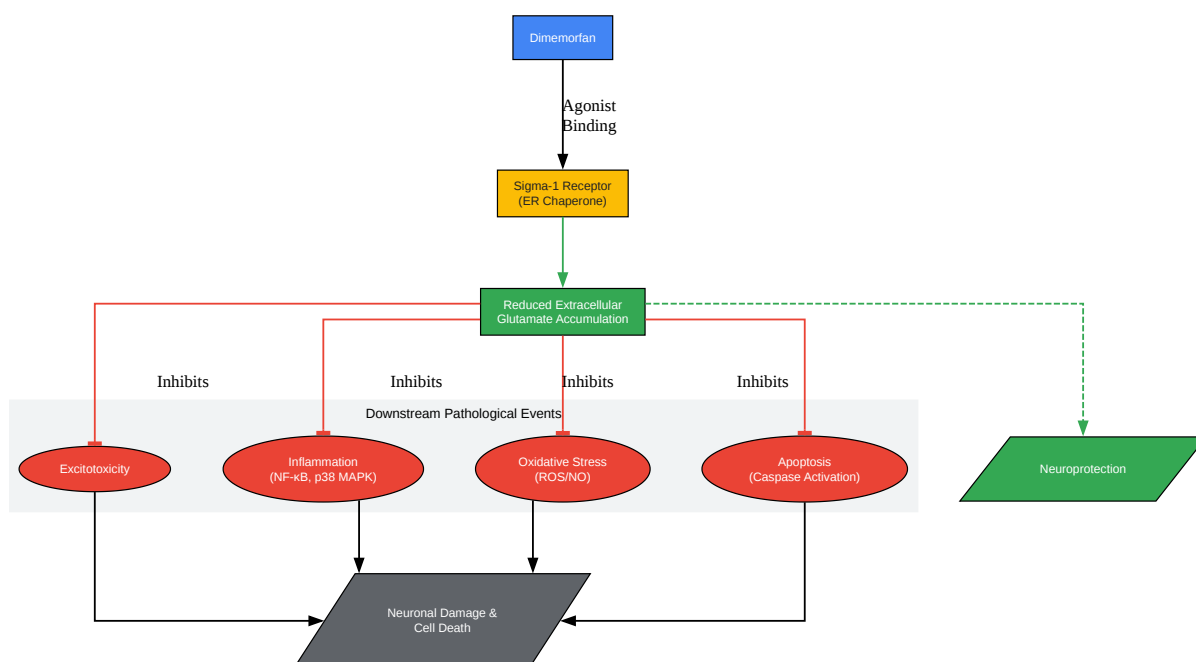 Dimemorfan
Agonist
Binding
Sigma-1 Receptor
(ER Chaperone)
Reduced Extracellular
Glutamate Accumulation
Inhibits
Inhibits
Inhibits
Inhibits
Downstream Pathological Events
Excitotoxicity
Inflammation
(NF-κB, p38 MAPK)
Oxidative Stress
(ROS/NO)
Apoptosis
(Caspase Activation)
Neuroprotection
Neuronal Damage &
Cell Death